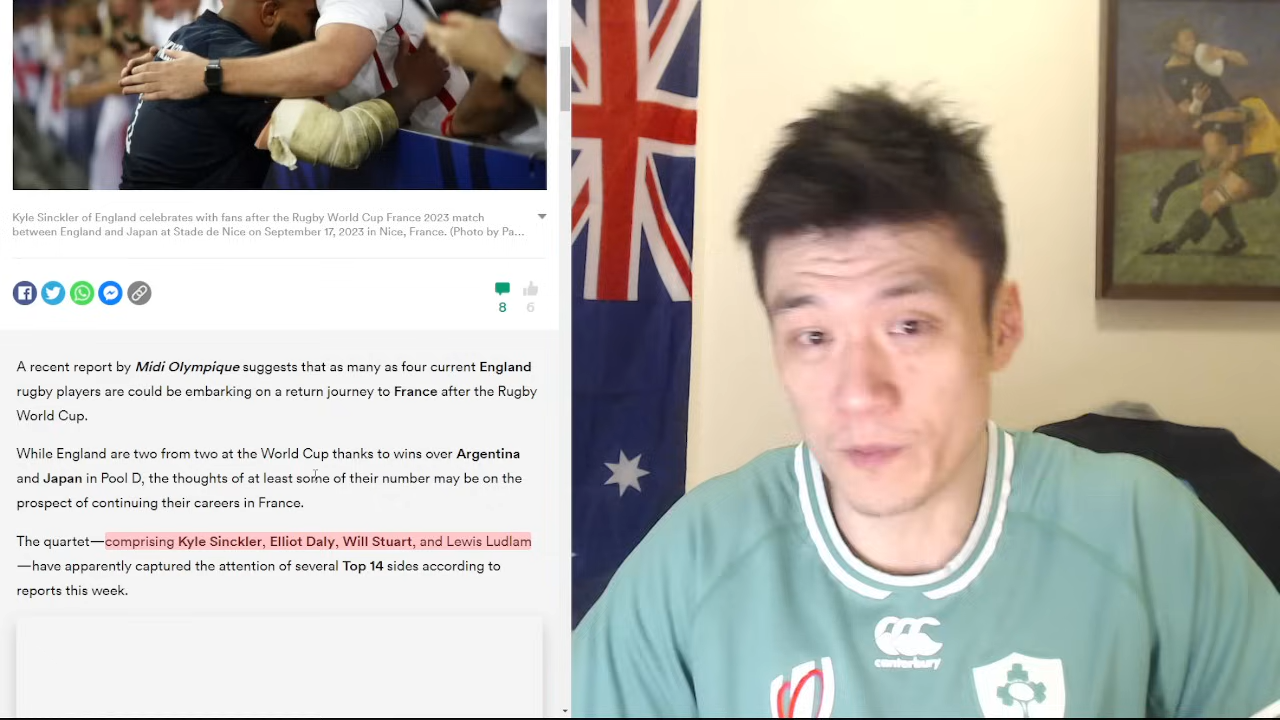 Kyle Sinckler of England celebrates with fans after the Rugby World Cup France 2023 match
between England and Japan at Stade de Nice on September 17, 2023 in Nice, France. (Photo by Pa...
8
6
A recent report by Midi Olympique suggests that as many as four current England
rugby players are could be embarking on a return journey to France after the Rugby
World Cup.
While England are two from two at the World Cup thanks to wins over Argentina
and Japan in Pool D, the thoughts of at least some of their number may be on the
prospect of continuing their careers in France.
The quartet—comprising Kyle Sinckler, Elliot Daly, Will Stuart, and Lewis Ludlam
—have apparently captured the attention of several Top 14 sides according to
reports this week.
canterbury